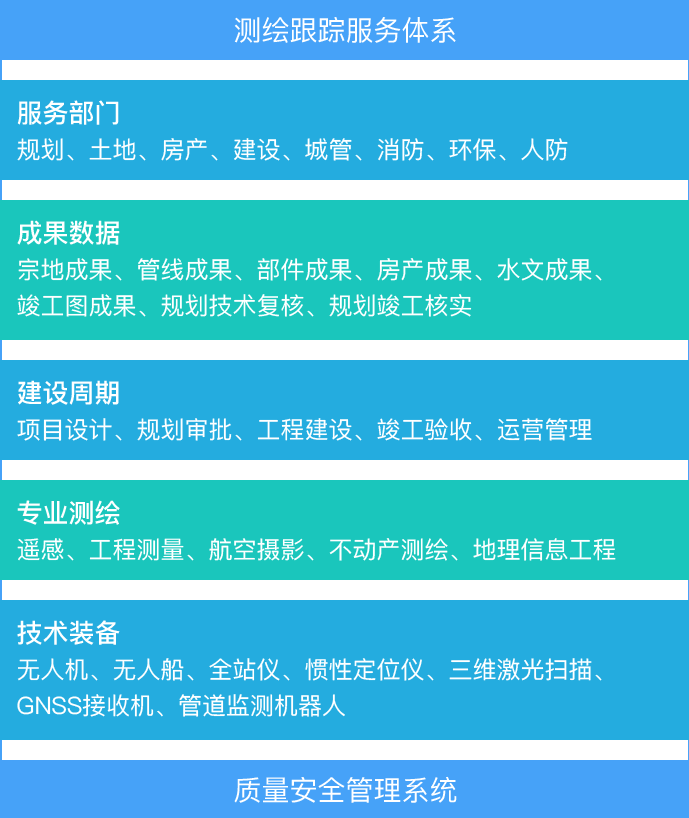 测绘跟踪服务体系
服务部门
规划、土地、房产、建设、城管、消防、环保、人防
成果数据
宗地成果、管线成果、部件成果、房产成果、水文成果、
竣工图成果、规划技术复核、规划竣工核实
建设周期
项目设计、规划审批、工程建设、竣工验收、运营管理
专业测绘
遥感、工程测量、航空摄影、不动产测绘、地理信息工程
技术装备
无人机、无人船、全站仪、惯性定位仪、三维激光扫描、
GNSS接收机、管道监测机器人
质量安全管理系统